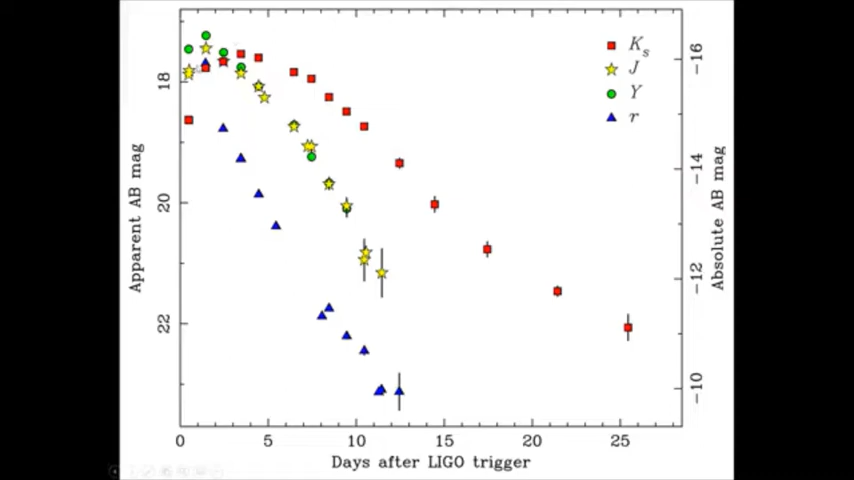 K_s
J
Y
r
18
20
22
Apparent AB mag
-16
-14
-12
-10
Absolute AB mag
0 5 10 15 20 25
Days after LIGO trigger